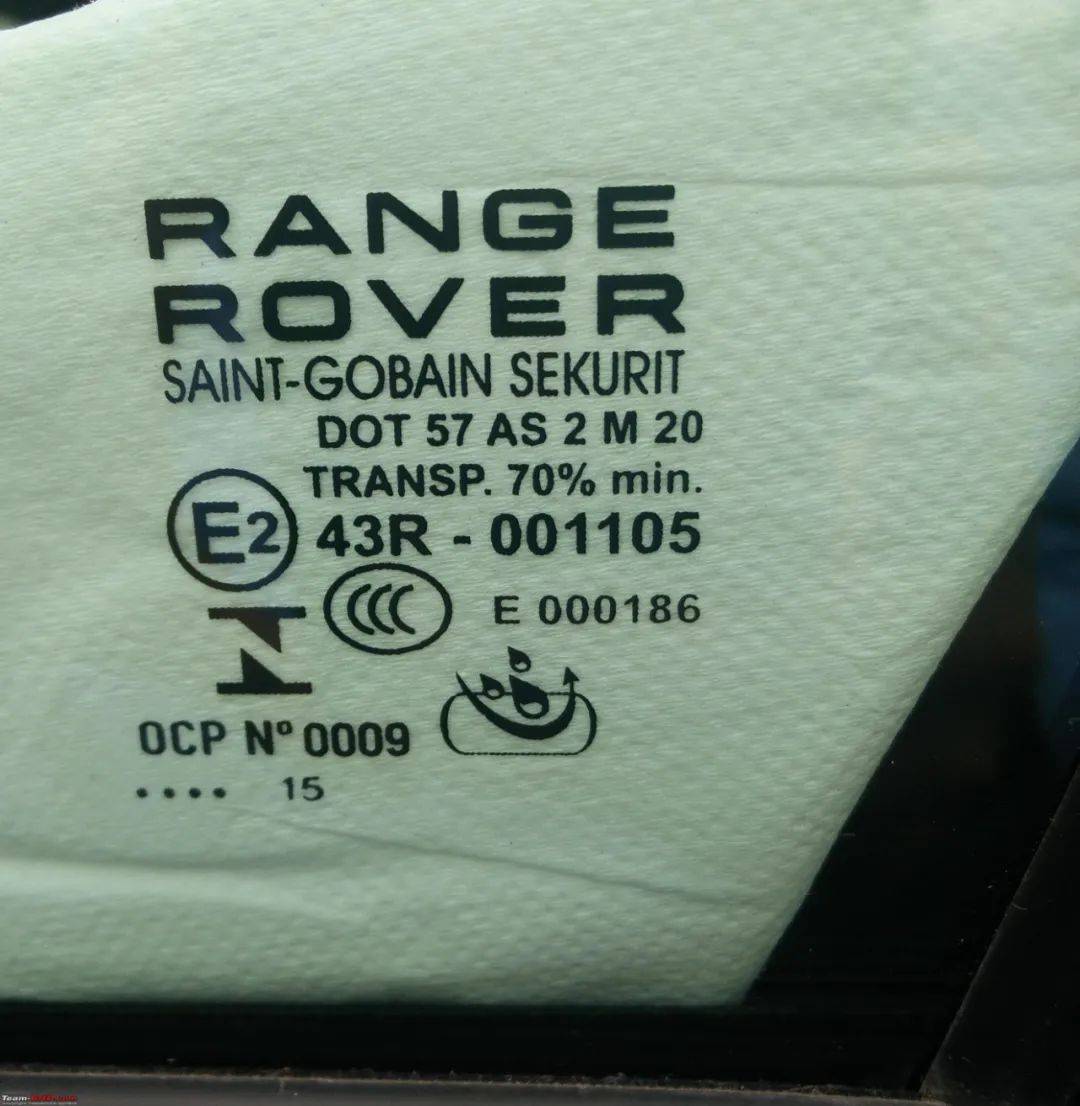 RANGE
ROVER
SAINT-GOBAIN SEKURIT
DOT 57 AS 2 M 20
TRANSP. 70% min.
E2 43R - 001105
CCC E 000186
OCP Nº 0009
.... 15